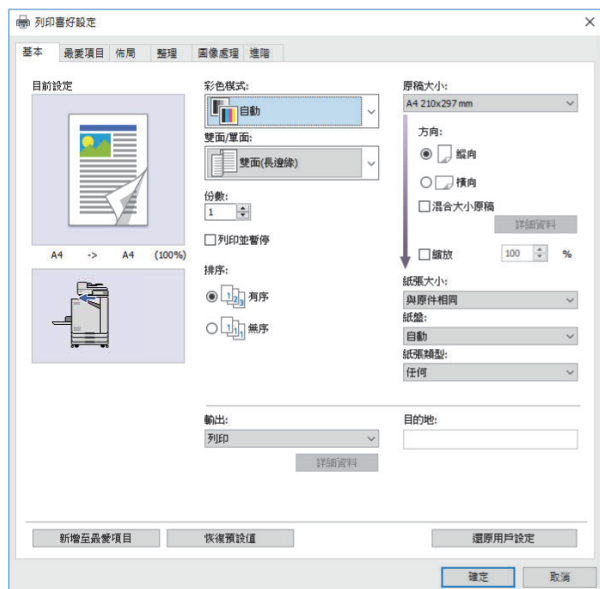 列印喜好設定
基本 最愛項目 佈局 整理 圖像處理 進階
目前設定
A4 -> A4 (100%)
彩色模式:
自動
雙面/單面:
雙面(長邊緣)
份數:
1
列印並暫停
排序:
1 2 3 有序
1 1 1 無序
原稿大小:
A4 210x297 mm
方向:
縱向
橫向
混合大小原稿
詳細資料
縮放 100 %
紙張大小:
與原件相同
紙盤:
自動
紙張類型:
任何
輸出:
列印
詳細資料
目的地:
新增至最愛項目 恢復預設值 還原用戶設定
確定 取消